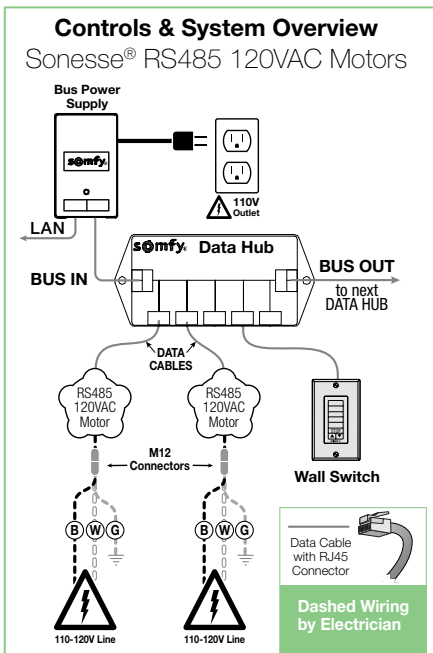 Controls & System Overview
Sonesse® RS485 120VAC Motors
Bus Power
Supply
somfy®
110V
Outlet
LAN
somfy® Data Hub
BUS IN
BUS OUT
to next
DATA HUB
DATA
CABLES
RS485
120VAC
Motor
RS485
120VAC
Motor
M12
Connectors
Wall Switch
B W G
B W G
110-120V Line
110-120V Line
Data Cable
with RJ45
Connector
Dashed Wiring
by Electrician